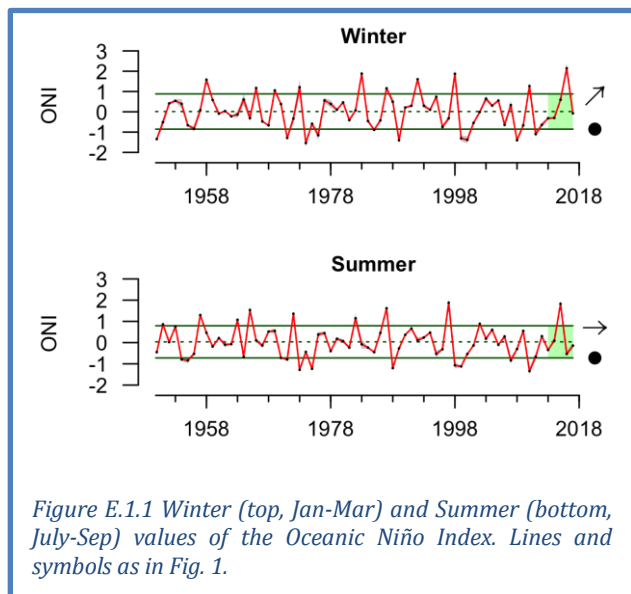 Winter
3
2
1
0
-1
-2
ONI
1958 1978 1998 2018
Summer
3
2
1
0
-1
-2
ONI
1958 1978 1998 2018
Figure E.1.1 Winter (top, Jan-Mar) and Summer (bottom,
July-Sep) values of the Oceanic Niño Index. Lines and
symbols as in Fig. 1.